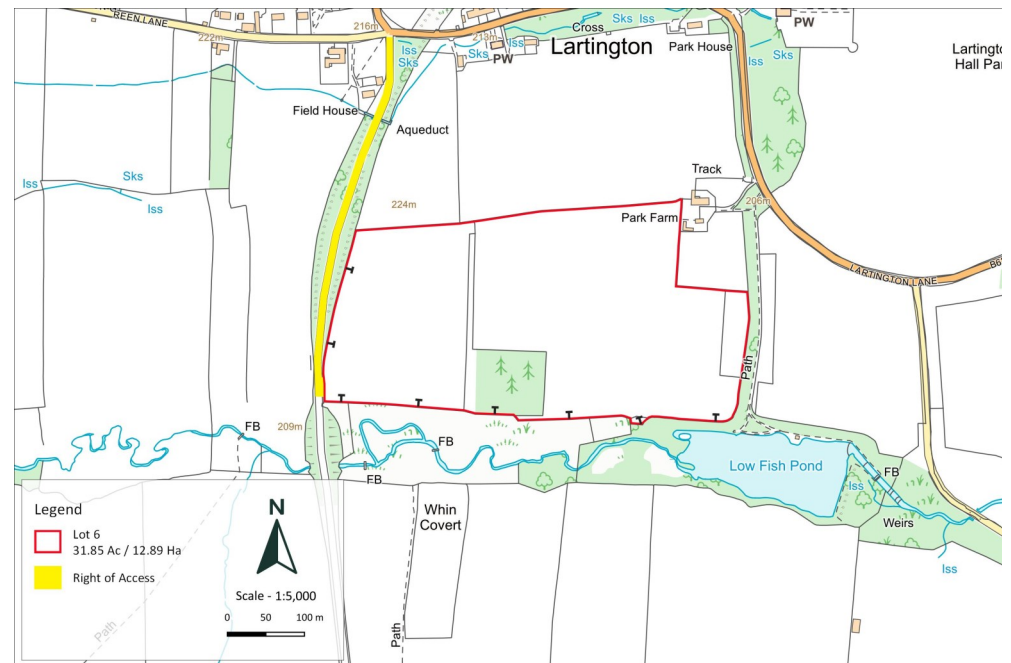 REEN LANE
216m
222m
Iss
Sks
213m
Sks
Iss
PW
Cross
Sks Iss
Lartington
Park House
PW
Iss
Sks
Lartingto
Hall Par
Field House
Aqueduct
Iss
Sks
Iss
224m
Track
Park Farm
206m
LARTINGTON LANE
B6
Path
209m
FB
FB
FB
Low Fish Pond
Iss
FB
Weirs
Iss
Whin
Covert
Path
Path
Legend
Lot 6
31.85 Ac / 12.89 Ha
Right of Access
N
Scale - 1:5,000
0 50 100 m